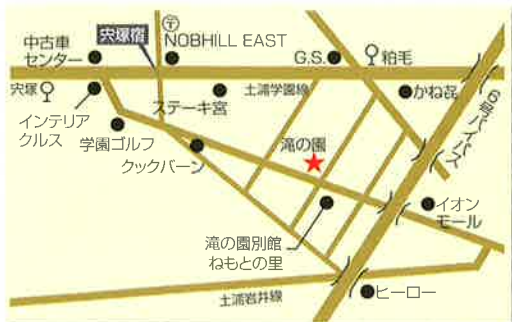 〒
中古車
センター
宍塚宿
NOBHILL EAST
G.S.
粕毛
宍塚
ステーキ宮
土浦学園線
かね喜
6号バイパス
インテリア
クルス
学園ゴルフ
クックバーン
滝の園
イオン
モール
滝の園別館
ねもとの里
土浦岩井線
ヒーロー